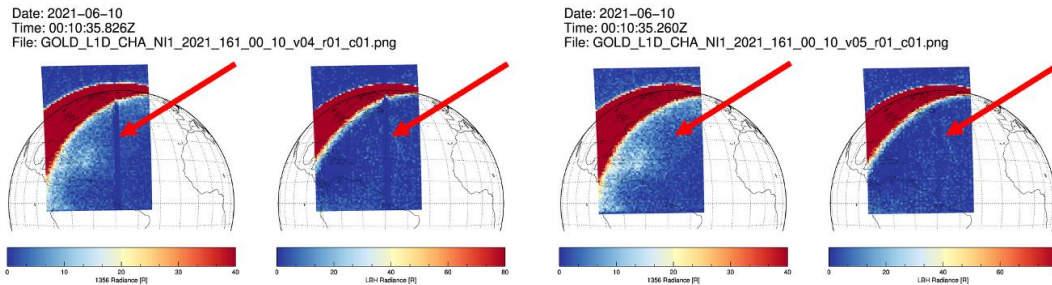 Date: 2021-06-10
Time: 00:10:35.826Z
File: GOLD_L1D_CHA_NI1_2021_161_00_10_v04_r01_c01.png
0 10 20 30 40
1356 Radiance [R]
0 20 40 60 80
LBH Radiance [R]
Date: 2021-06-10
Time: 00:10:35.260Z
File: GOLD_L1D_CHA_NI1_2021_161_00_10_v05_r01_c01.png
0 10 20 30 40
1356 Radiance [R]
0 20 40 60
LBH Radiance [R]